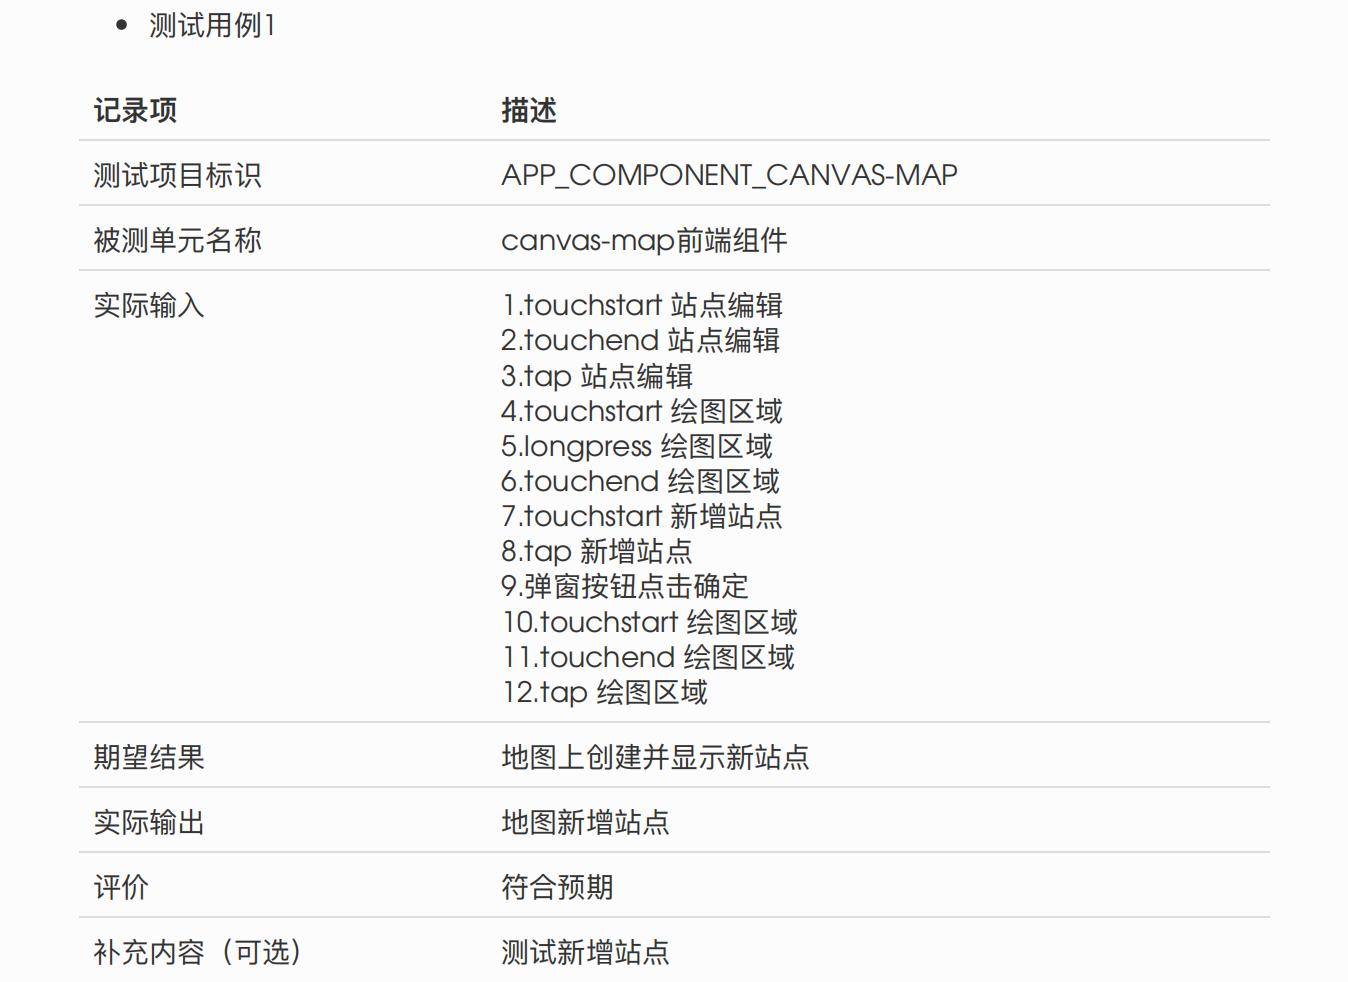 测试用例1
记录项 描述
测试项目标识 APP_COMPONENT_CANVAS-MAP
被测单元名称 canvas-map前端组件
实际输入 1.touchstart 站点编辑
2.touchend 站点编辑
3.tap 站点编辑
4.touchstart 绘图区域
5.longpress 绘图区域
6.touchend 绘图区域
7.touchstart 新增站点
8.tap 新增站点
9.弹窗按钮点击确定
10.touchstart 绘图区域
11.touchend 绘图区域
12.tap 绘图区域
期望结果 地图上创建并显示新站点
实际输出 地图新增站点
评价 符合预期
补充内容（可选） 测试新增站点